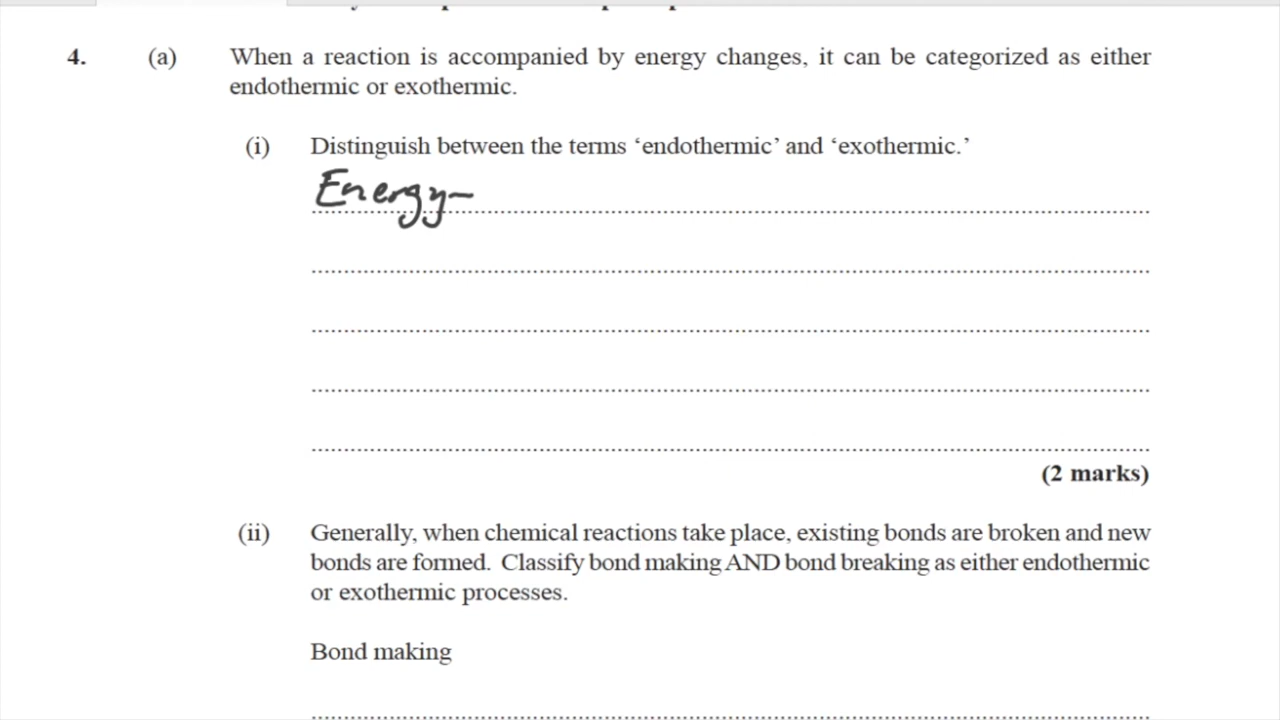 4. (a) When a reaction is accompanied by energy changes, it can be categorized as either
endothermic or exothermic.
(i) Distinguish between the terms ‘endothermic’ and ‘exothermic.’
Energy-
(2 marks)
(ii) Generally, when chemical reactions take place, existing bonds are broken and new
bonds are formed. Classify bond making AND bond breaking as either endothermic
or exothermic processes.
Bond making